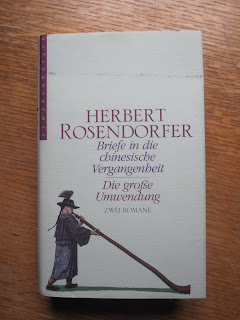 HERBERT
ROSENDORFER
Briefe in die
chinesische
Vergangenheit
Die große
Umwendung
ZWEI ROMANE